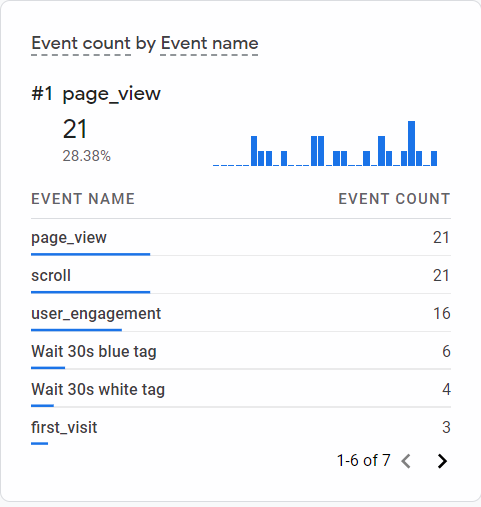 Event count by Event name
#1 page_view
21
28.38%
EVENT NAME EVENT COUNT
page_view 21
scroll 21
user_engagement 16
Wait 30s blue tag 6
Wait 30s white tag 4
first_visit 3
1-6 of 7